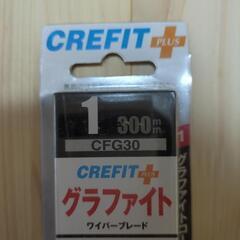 CREFIT PLUS
1 300mm
CFG30
CREFIT PLUS
グラファイト
ワイパーブレード
1 グラファイトコー